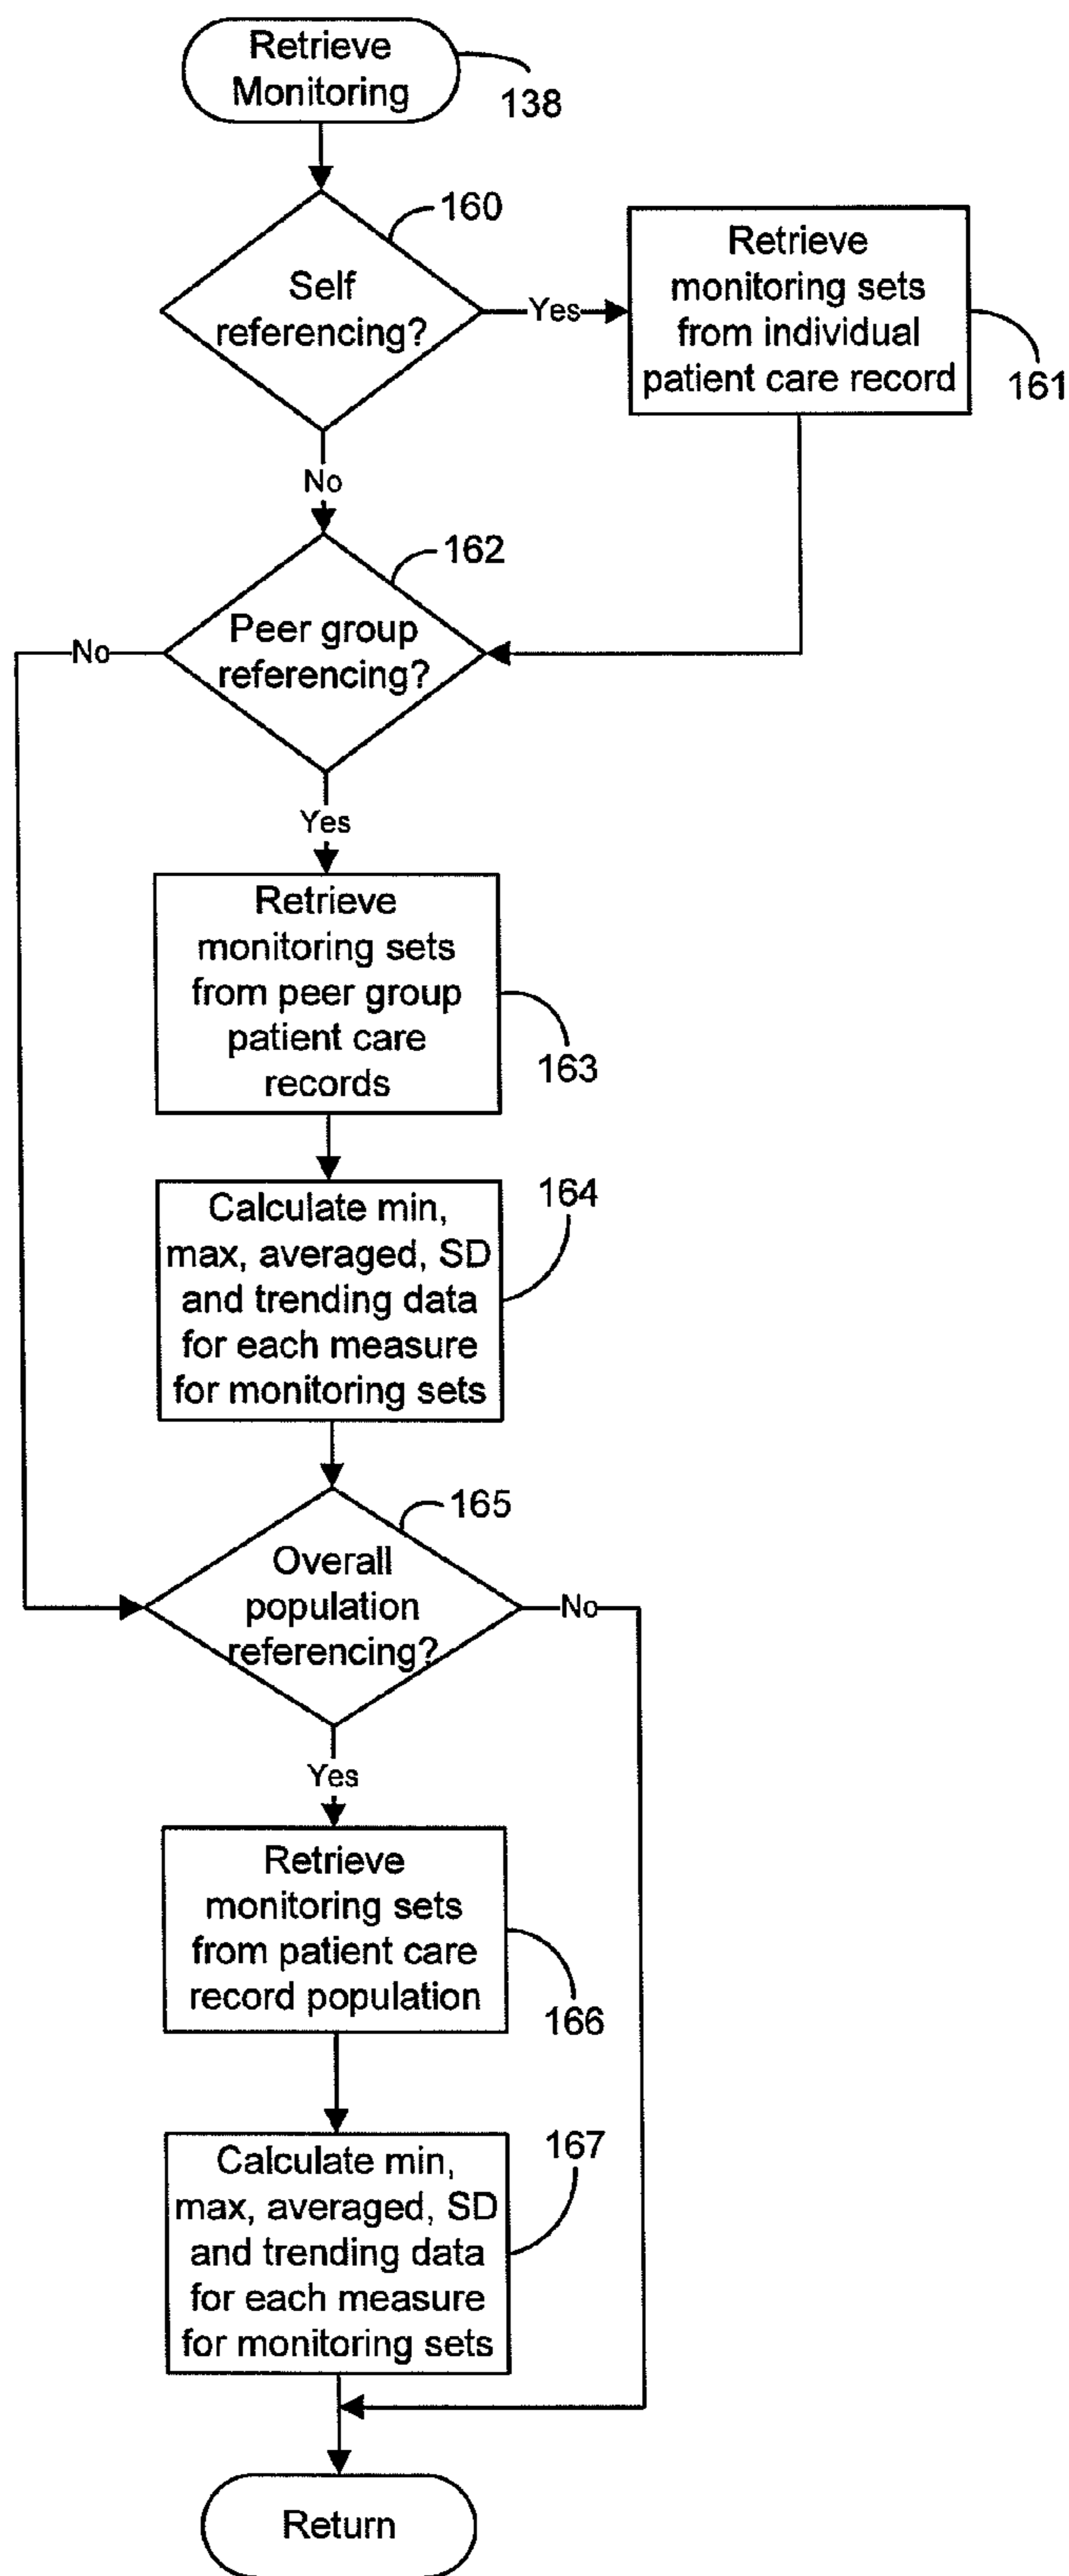 Retrieve
Monitoring
138
160
Self
referencing?
Yes
Retrieve
monitoring sets
from individual
patient care record
161
No
162
Peer group
referencing?
No
Yes
Retrieve
monitoring sets
from peer group
patient care
records
163
164
Calculate min,
max, averaged, SD
and trending data
for each measure
for monitoring sets
165
Overall
population
referencing?
No
Yes
Retrieve
monitoring sets
from patient care
record population
166
167
Calculate min,
max, averaged, SD
and trending data
for each measure
for monitoring sets
Return